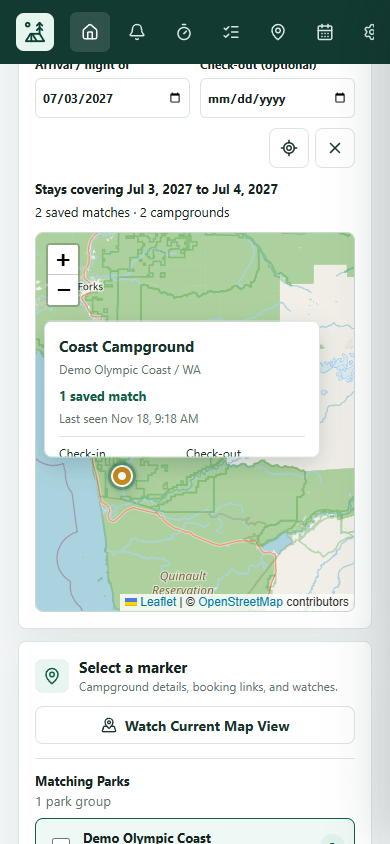 Arrival / night of
Check-out (optional)
07/03/2027
mm/dd/yyyy
Stays covering Jul 3, 2027 to Jul 4, 2027
2 saved matches · 2 campgrounds
+
−
Forks
Coast Campground
Demo Olympic Coast / WA
1 saved match
Last seen Nov 18, 9:18 AM
Check-in
Check-out
Quinault
Reservation
Leaflet | © OpenStreetMap contributors
Select a marker
Campground details, booking links, and watches.
Watch Current Map View
Matching Parks
1 park group
Demo Olympic Coast